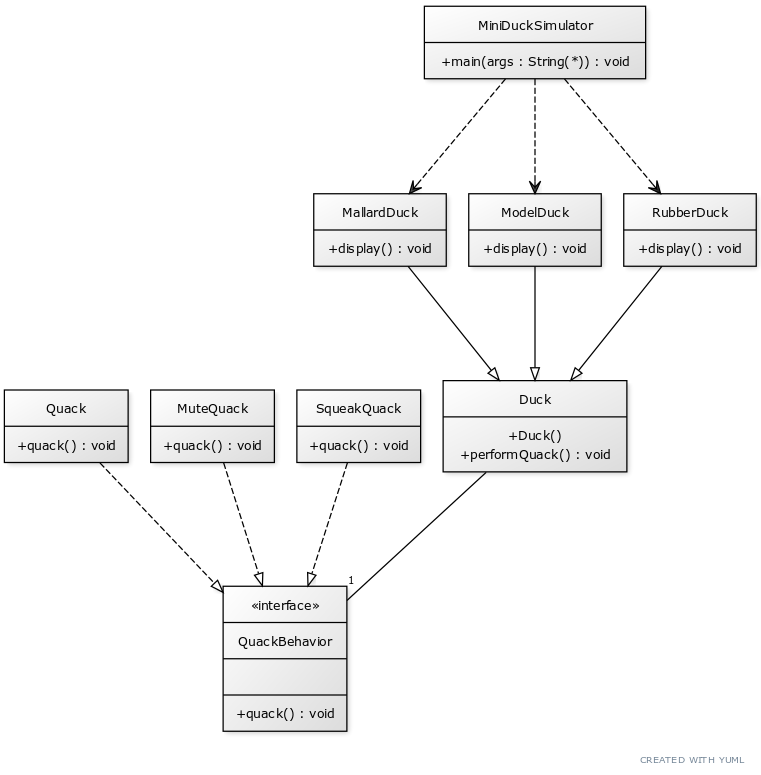 MiniDuckSimulator
+main(args : String(*)) : void
MallardDuck
+display() : void
ModelDuck
+display() : void
RubberDuck
+display() : void
Quack
+quack() : void
MuteQuack
+quack() : void
SqueakQuack
+quack() : void
Duck
+Duck()
+performQuack() : void
1
«interface»
QuackBehavior
+quack() : void
CREATED WITH YUML